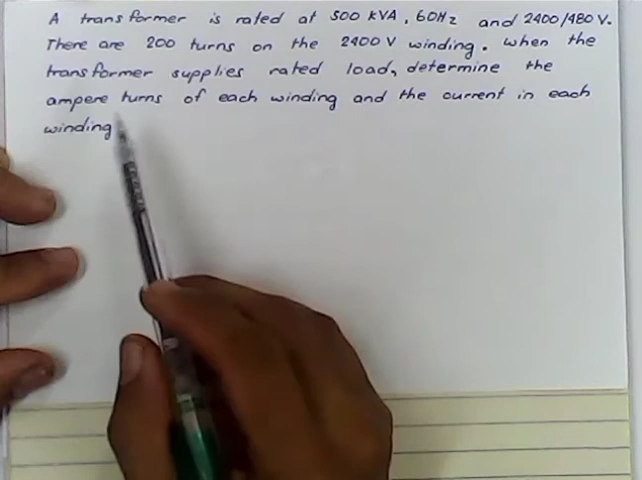 A transformer is rated at 500 kVA, 60Hz and 2400/480 V.
There are 200 turns on the 2400 V winding. When the
transformer supplies rated load, determine the
ampere turns of each winding and the current in each
winding